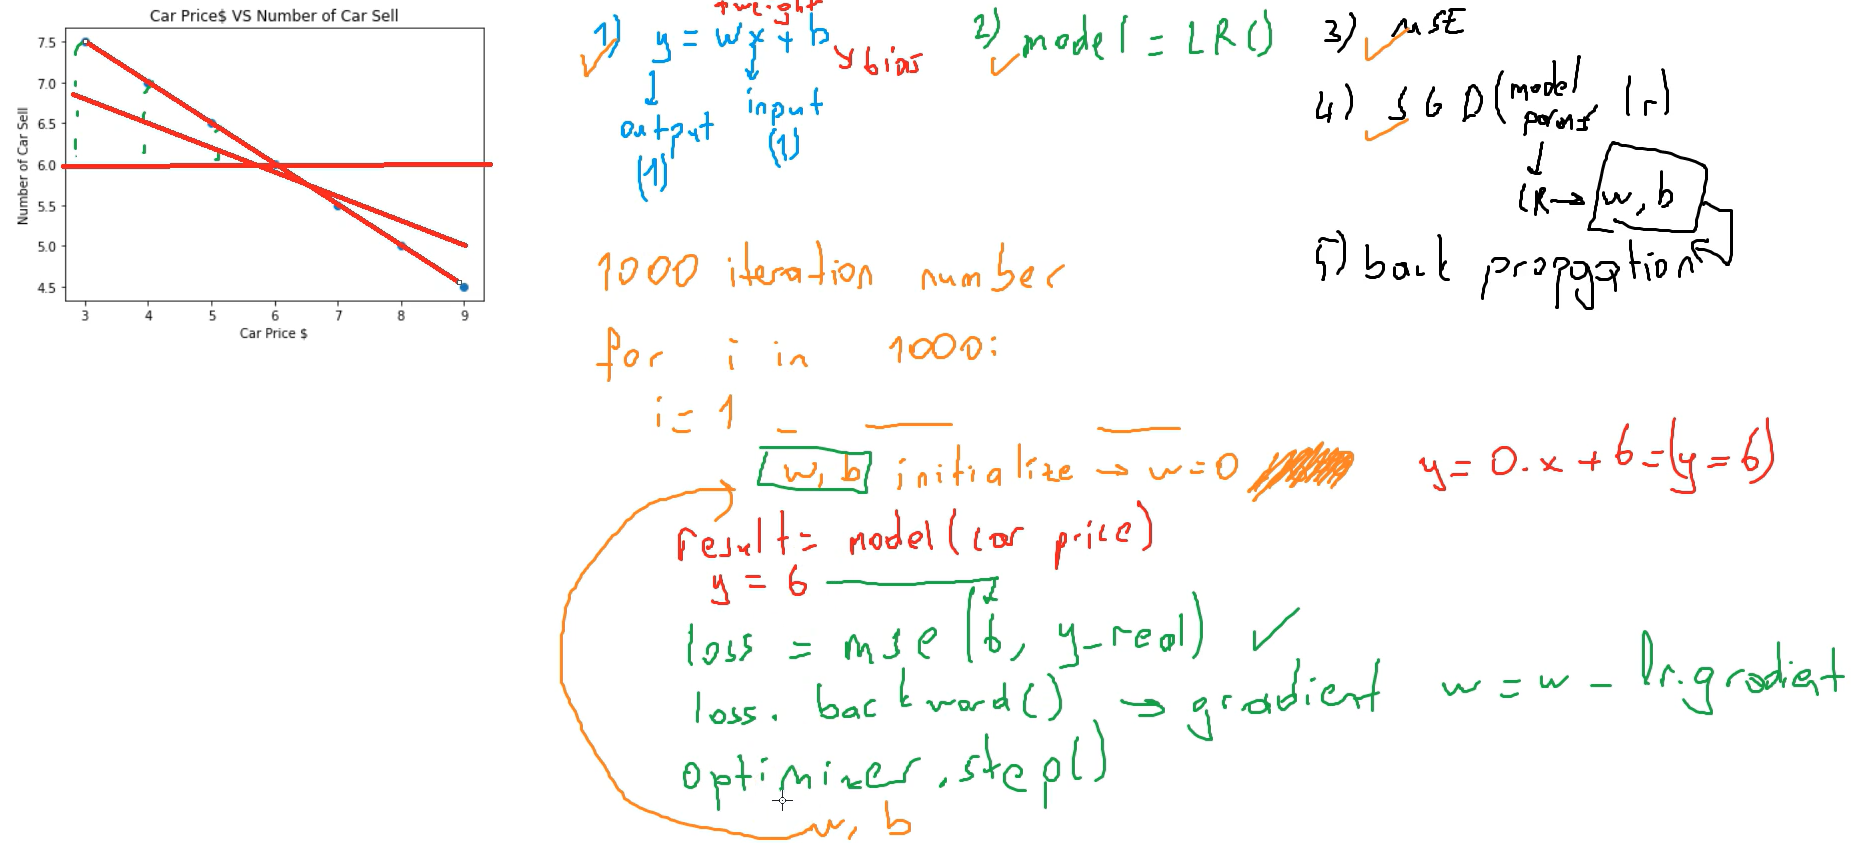 Car Price$ VS Number of Car Sell
Number of Car Sell
7.5
7.0
6.5
6.0
5.5
5.0
4.5
3 4 5 6 7 8 9
Car Price $
weight
1) y = wx + b
bias
output
(1)
input
(1)
2) model = LR()
3) MSE
4) SGD(model params lr)
LR → w, b
5) back propgation
1000 iteration number
for i in 1000:
i = 1
w, b initialize → w=0
y = 0.x + 6 = (y = 6)
result = model(car price)
y = 6
loss = mse(6, y_real)
loss. backward() → gradient
w = w - lr.gradient
optimizer.step()
w, b